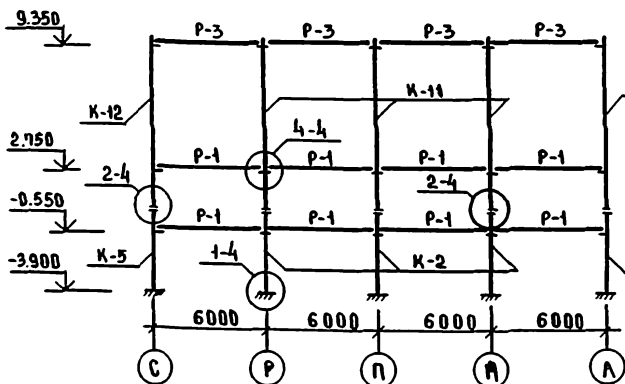 9.350
Р-3 Р-3 Р-3 Р-3
К-12
К-11
4-4
2.750
Р-1 Р-1 Р-1 Р-1
2-4
2-4
-0.550
Р-1 Р-1 Р-1 Р-1
К-5
1-4
К-2
-3.900
6000 6000 6000 6000
С Р П М Л